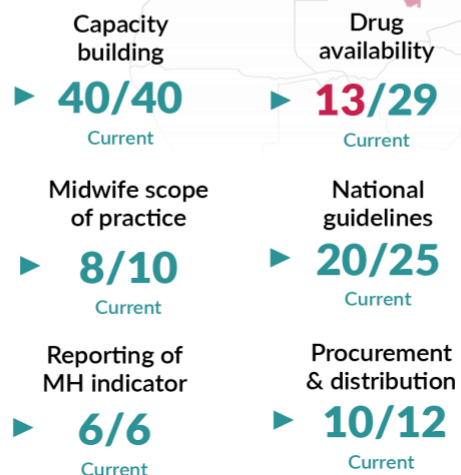 Capacity
building
40/40
Current
Drug
availability
13/29
Current
Midwife scope
of practice
8/10
Current
National
guidelines
20/25
Current
Reporting of
MH indicator
6/6
Current
Procurement
& distribution
10/12
Current